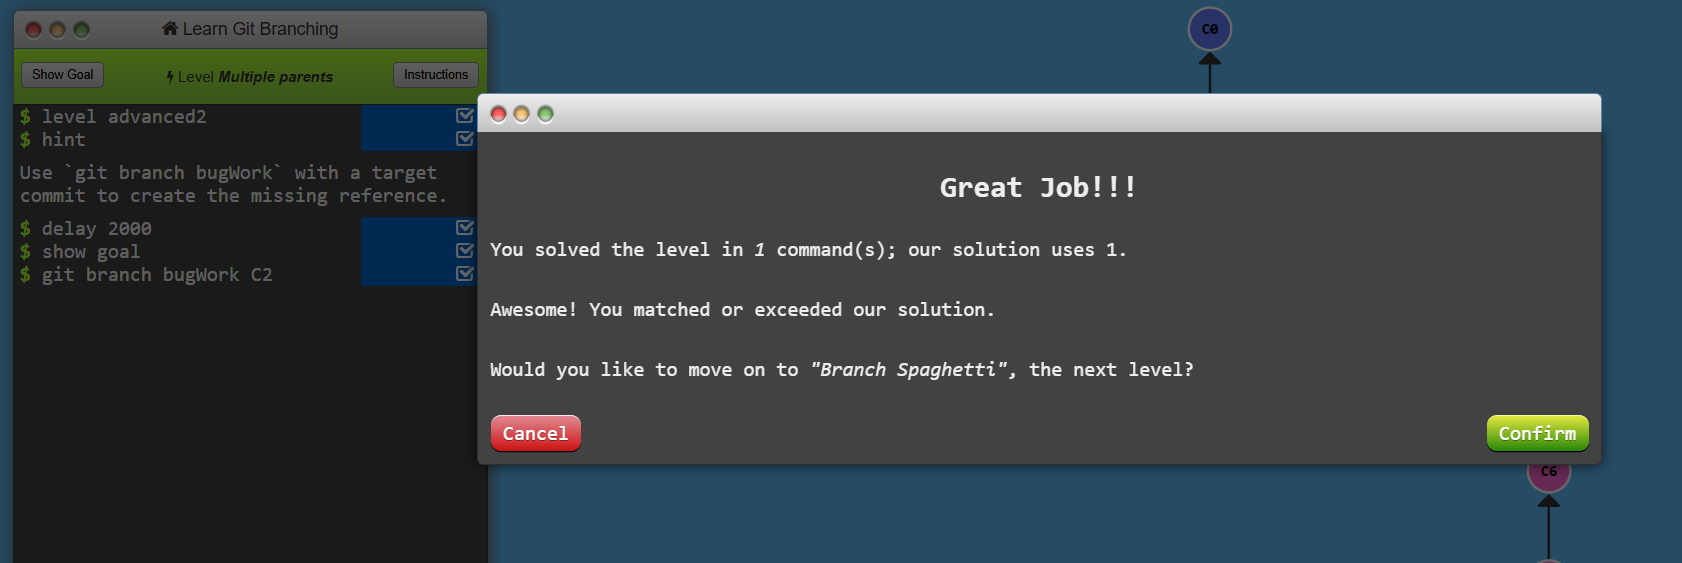 Learn Git Branching
Show Goal
Level Multiple parents
Instructions
$ level advanced2
$ hint
Use `git branch bugWork` with a target
commit to create the missing reference.
$ delay 2000
$ show goal
$ git branch bugWork C2
C0
Great Job!!!
You solved the level in 1 command(s); our solution uses 1.
Awesome! You matched or exceeded our solution.
Would you like to move on to "Branch Spaghetti", the next level?
Cancel
Confirm
C6